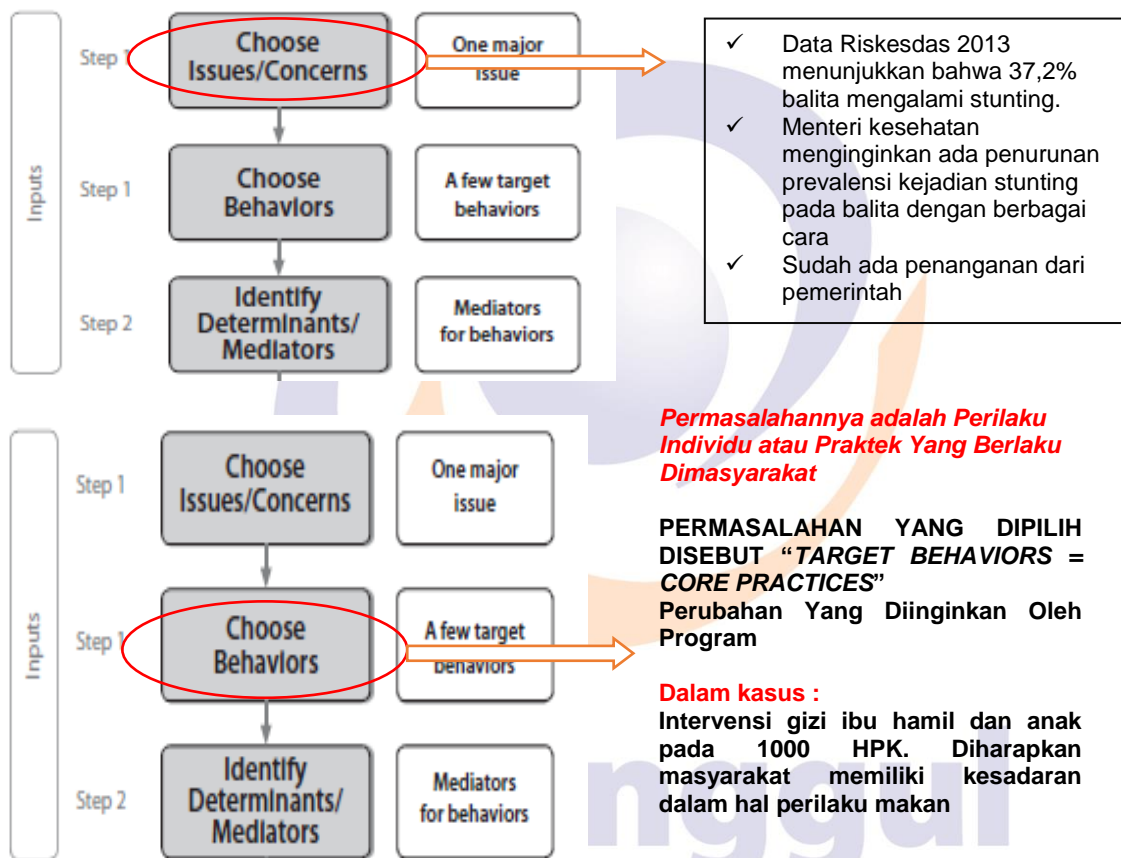 Inputs
Step 1
Choose
Issues/Concerns
One major
issue
Step 1
Choose
Behaviors
A few target
behaviors
Step 2
Identify
Determinants/
Mediators
Mediators
for behaviors
✓ Data Riskesdas 2013
menunjukkan bahwa 37,2%
balita mengalami stunting.
✓ Menteri kesehatan
menginginkan ada penurunan
prevalensi kejadian stunting
pada balita dengan berbagai
cara
✓ Sudah ada penanganan dari
pemerintah
Inputs
Step 1
Choose
Issues/Concerns
One major
issue
Step 1
Choose
Behaviors
A few target
behaviors
Step 2
Identify
Determinants/
Mediators
Mediators
for behaviors
Permasalahannya adalah Perilaku
Individu atau Praktek Yang Berlaku
Dimasyarakat
PERMASALAHAN YANG DIPILIH
DISEBUT “TARGET BEHAVIORS =
CORE PRACTICES”
Perubahan Yang Diinginkan Oleh
Program
Dalam kasus :
Intervensi gizi ibu hamil dan anak
pada 1000 HPK. Diharapkan
masyarakat memiliki kesadaran
dalam hal perilaku makan
nggul